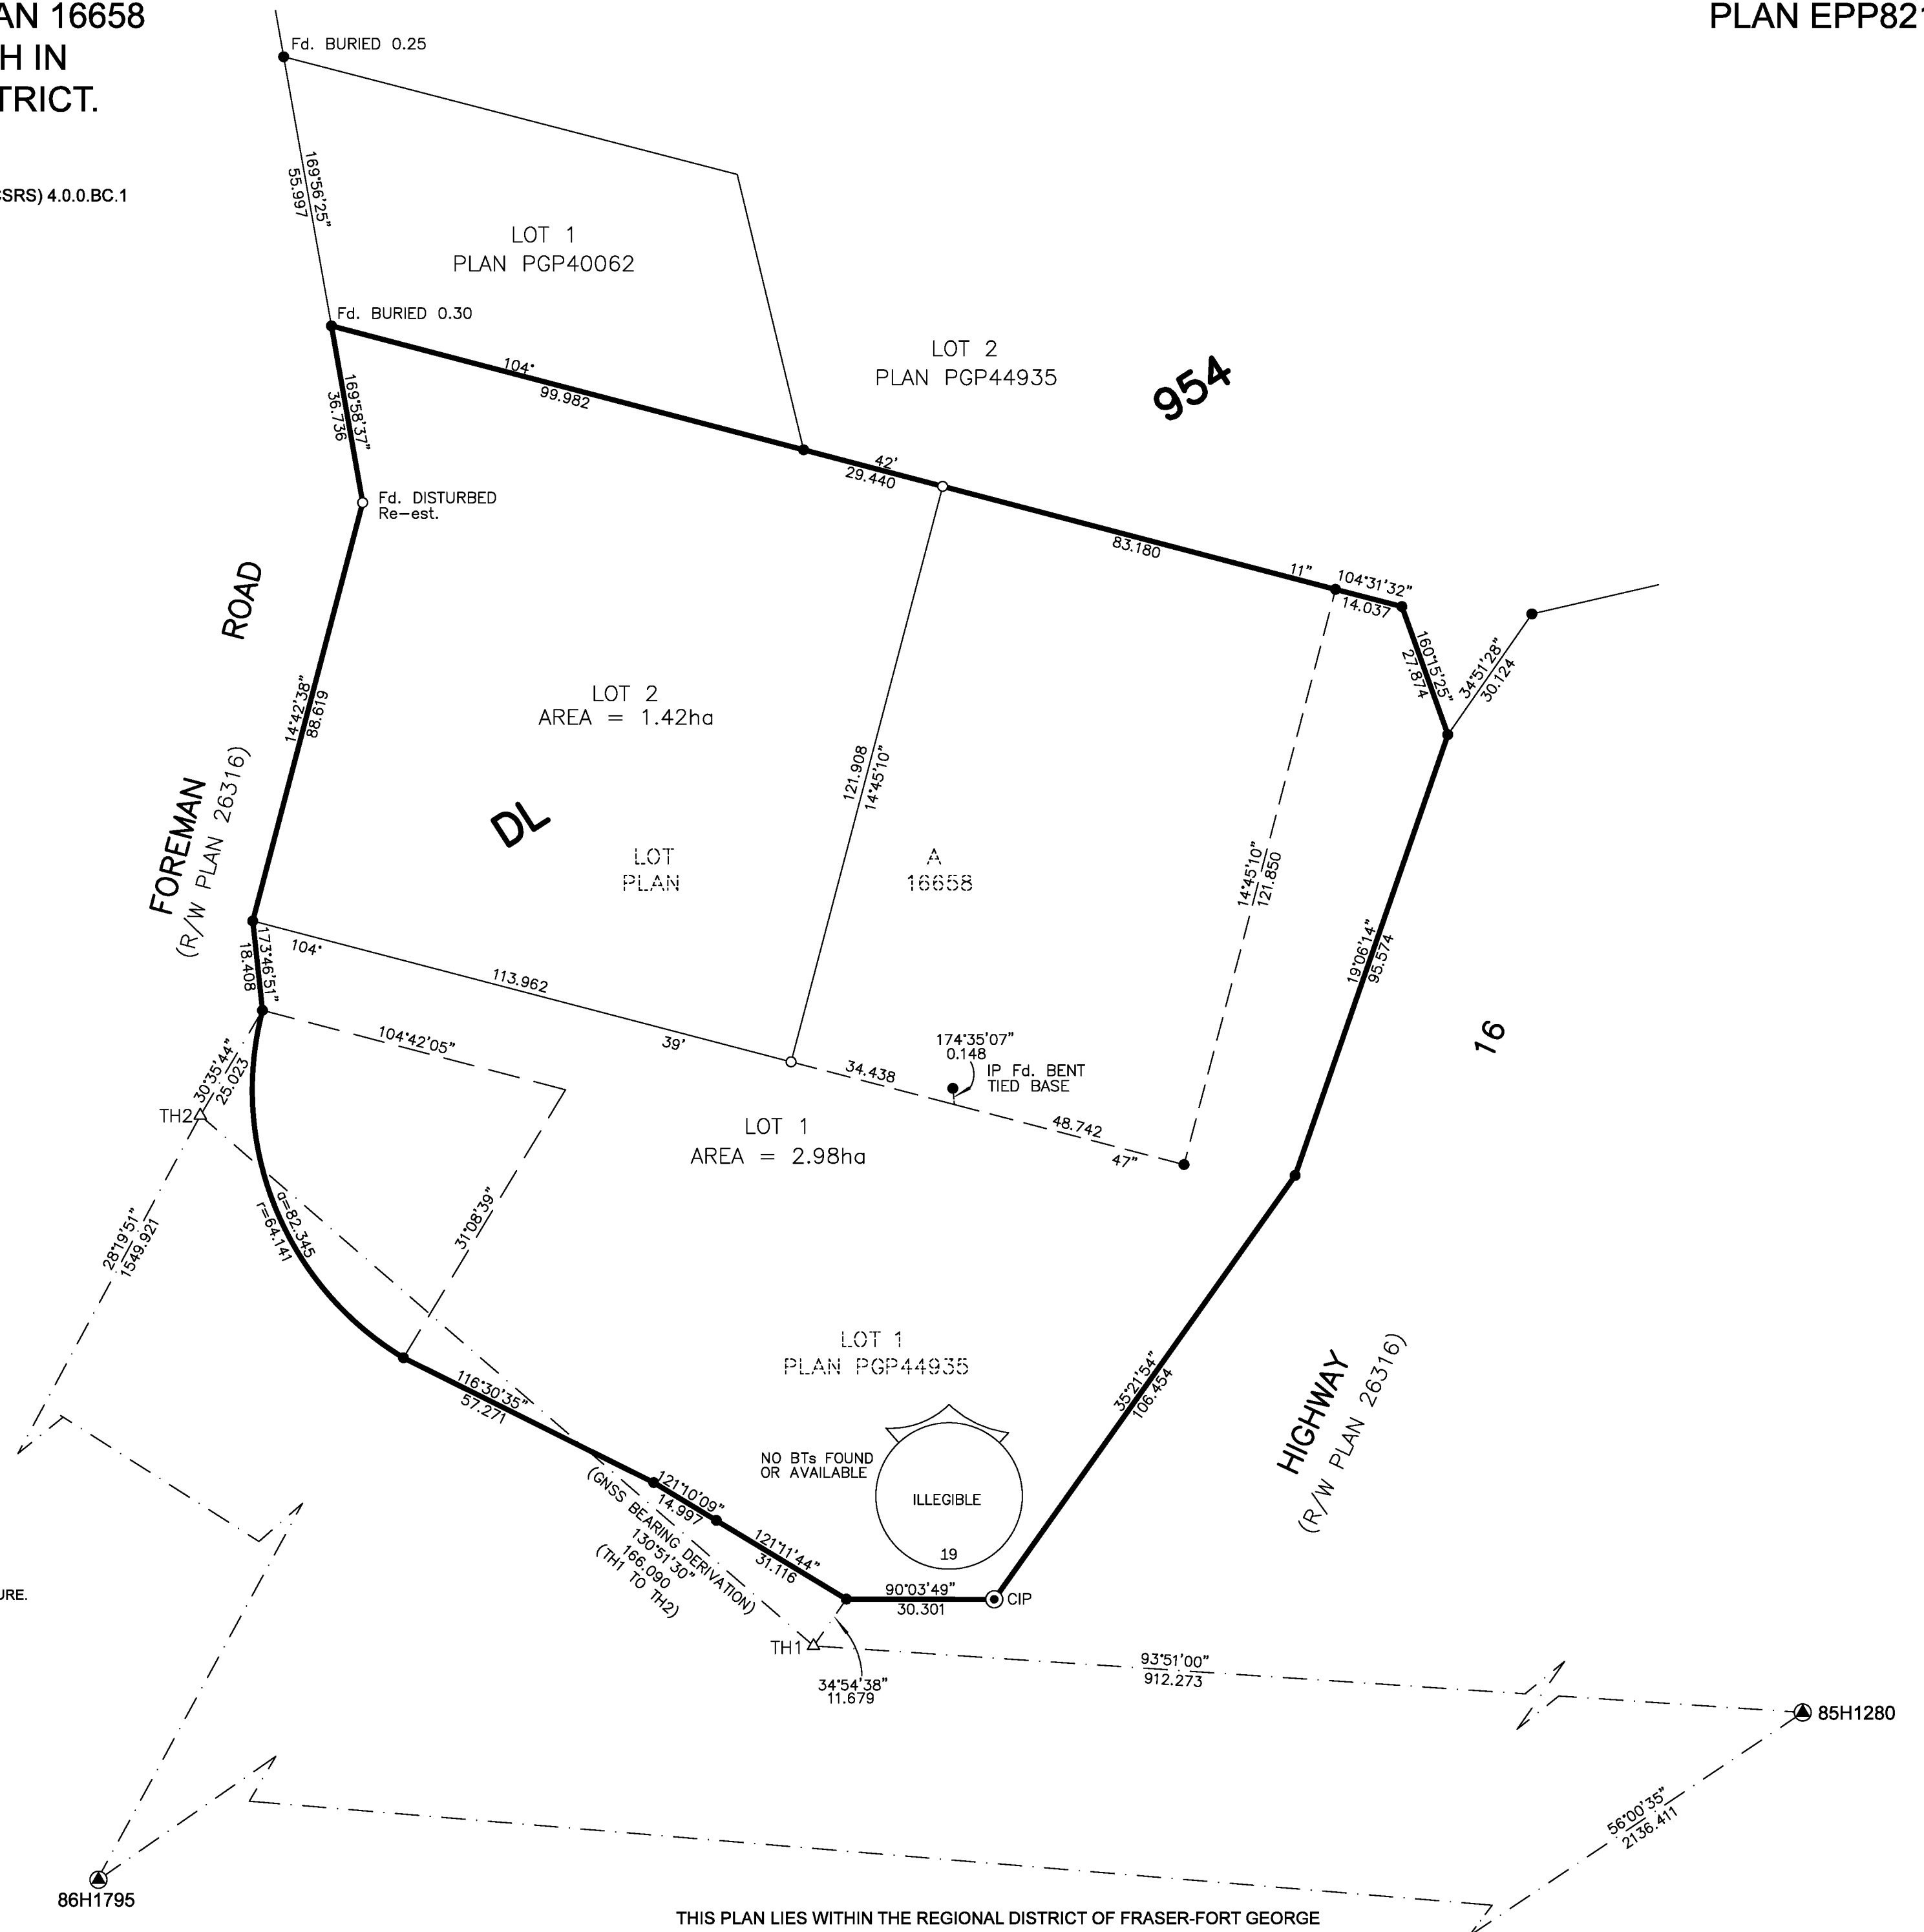 AN 16658
H IN
TRICT.
SRS) 4.0.0.BC.1
PLAN EPP82
Fd. BURIED 0.25
169°56'25"
55.997
LOT 1
PLAN PGP40062
Fd. BURIED 0.30
104°
99.982
LOT 2
PLAN PGP44935
954
169°58'37"
36.736
42'
29.440
Fd. DISTURBED
Re-est.
83.180
11"
104°31'32"
14.037
160°15'25"
27.874
34°51'28"
30.124
ROAD
14°42'38"
88.619
LOT 2
AREA = 1.42ha
121.908
14°45'10"
FOREMAN
(R/W PLAN 26316)
DL
LOT A
PLAN 16658
14°45'10"
121.850
19°06'14"
95.574
173°46'51"
18.408
104°
113.962
39'
104°42'05"
34.438
174°35'07"
0.148
IP Fd. BENT
TIED BASE
48.742
47"
16
30°35'44"
25.023
TH2
LOT 1
AREA = 2.98ha
28°19'51"
1549.921
a=82.345
r=64.141
31°08'39"
LOT 1
PLAN PGP44935
35°21'54"
106.454
HIGHWAY
(R/W PLAN 26316)
116°30'35"
57.271
NO BTs FOUND
OR AVAILABLE
ILLEGIBLE
19
121°10'09"
14.997
121°11'44"
31.116
(GNSS BEARING DERIVATION)
130°51'30"
166.090
(TH1 TO TH2)
90°03'49"
30.301
CIP
URE.
TH1
34°54'38"
11.679
93°51'00"
912.273
85H1280
56°00'35"
2136.411
86H1795
THIS PLAN LIES WITHIN THE REGIONAL DISTRICT OF FRASER-FORT GEORGE